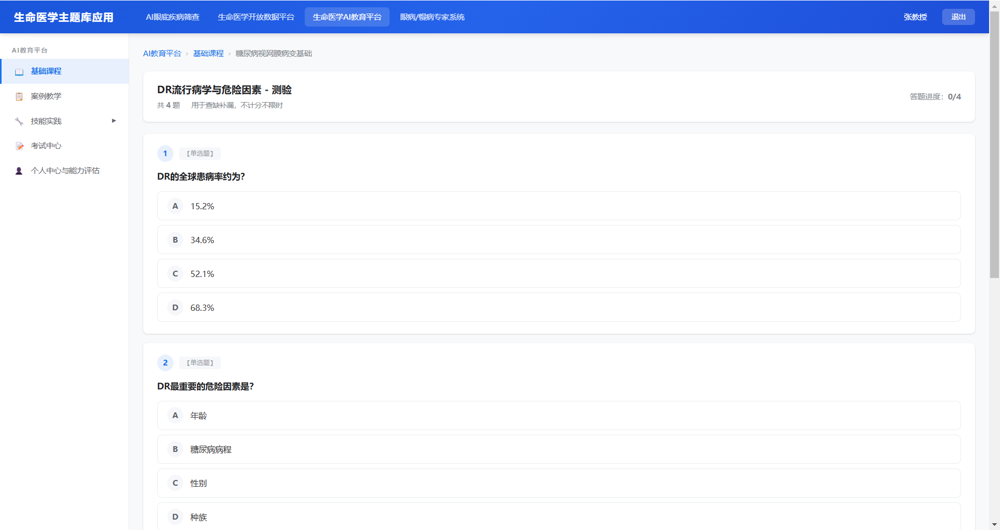 生命医学主题库应用
AI眼底疾病筛查
生命医学开放数据平台
生命医学AI教育平台
眼病/慢病专家系统
张教授
退出
AI教育平台
基础课程
案例教学
技能实践
考试中心
个人中心与能力评估
AI教育平台 › 基础课程 › 糖尿病视网膜病变基础
DR流行病学与危险因素 - 测验
共 4 题 用于查缺补漏，不计分不限时
答题进度：0/4
1 【单选题】
DR的全球患病率约为?
A 15.2%
B 34.6%
C 52.1%
D 68.3%
2 【单选题】
DR最重要的危险因素是?
A 年龄
B 糖尿病病程
C 性别
D 种族